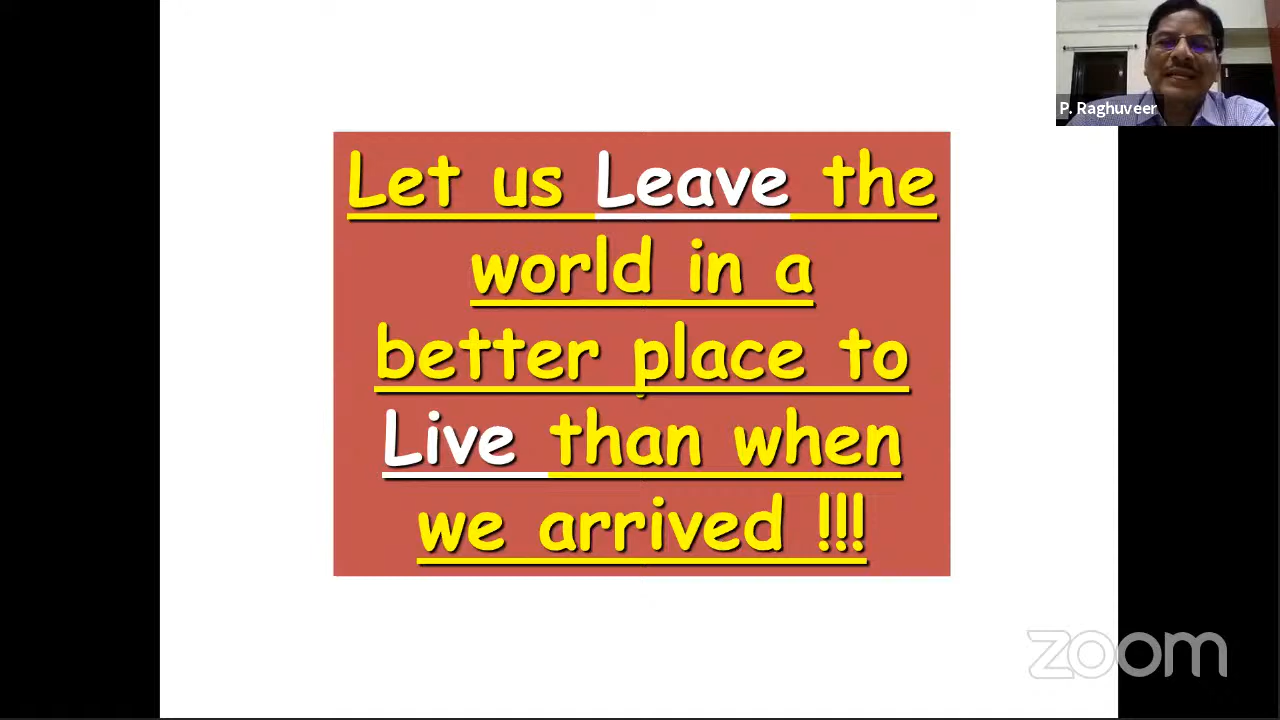 P. Raghuveer
Let us Leave the
world in a
better place to
Live than when
we arrived !!!
zoom